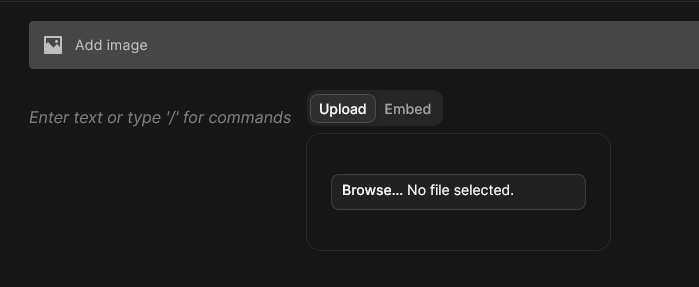 Add image
Enter text or type '/' for commands
Upload Embed
Browse... No file selected.